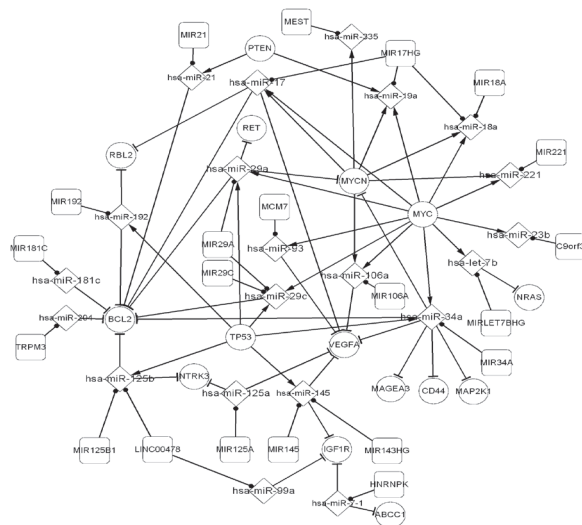 MEST
hsa-miR-335
MIR21
PTEN
MIR17HG
hsa-miR-21
hsa-miR-17
hsa-miR-19a
MIR18A
hsa-miR-18a
RET
RBL2
hsa-miR-29a
MYCN
hsa-miR-221
MIR221
MIR192
hsa-miR-192
MCM7
MYC
MIR29A
hsa-miR-93
hsa-miR-23b
C9orf3
MIR181C
hsa-miR-181c
MIR29C
hsa-miR-106a
hsa-let-7b
hsa-miR-29c
MIR106A
NRAS
hsa-miR-204
BCL2
hsa-miR-34a
MIRLET7BHG
TRPM3
TP53
VEGFA
MIR34A
hsa-miR-125b
INTRK3
hsa-miR-125a
hsa-miR-145
MAGEA3
CD44
MAP2K1
MIR125B1
LINC00478
MIR125A
MIR145
IGF1R
MIR143HG
hsa-miR-99a
HNRNPK
hsa-miR-7-1
ABCC1